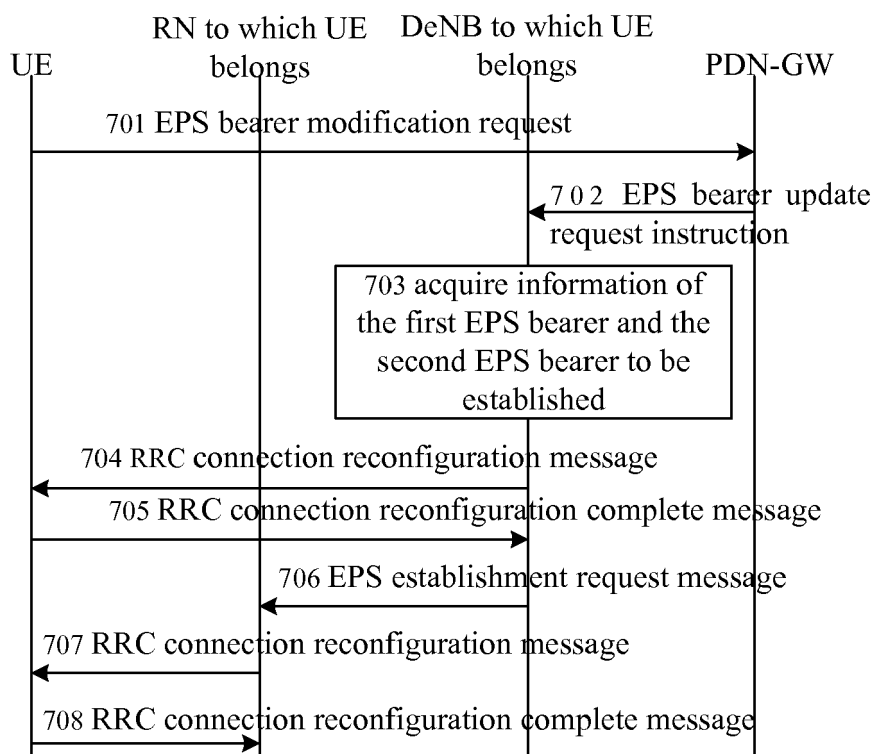 RN to which UE belongs
DeNB to which UE belongs
UE
PDN-GW
701 EPS bearer modification request
702 EPS bearer update
request instruction
703 acquire information of
the first EPS bearer and the
second EPS bearer to be
established
704 RRC connection reconfiguration message
705 RRC connection reconfiguration complete message
706 EPS establishment request message
707 RRC connection reconfiguration message
708 RRC connection reconfiguration complete message